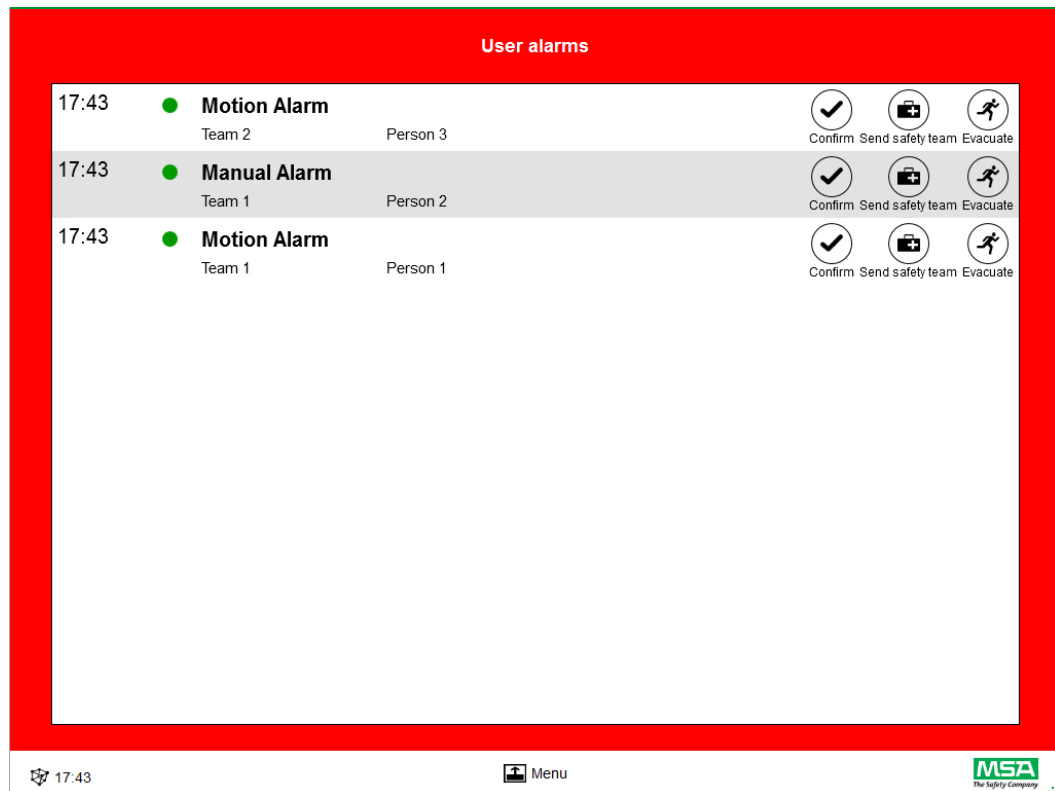 User alarms
17:43 Motion Alarm
Team 2 Person 3
Confirm Send safety team Evacuate
17:43 Manual Alarm
Team 1 Person 2
Confirm Send safety team Evacuate
17:43 Motion Alarm
Team 1 Person 1
Confirm Send safety team Evacuate
17:43 Menu MSA
The Safety Company